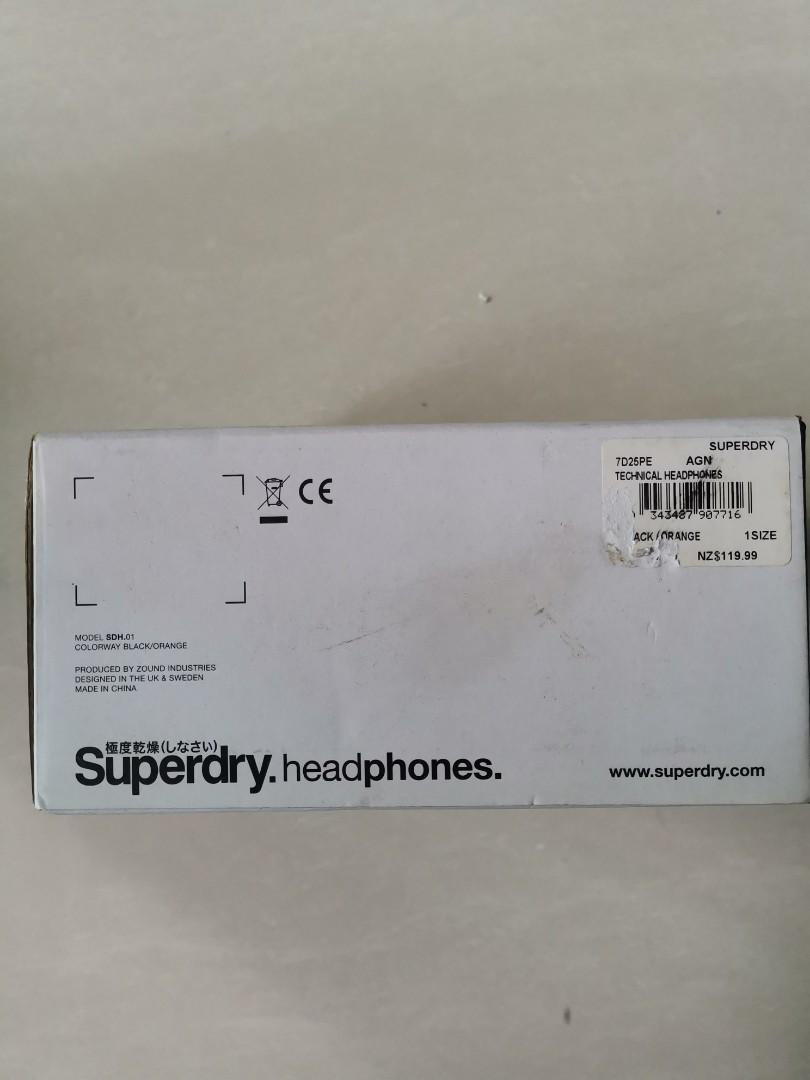 SUPERDRY
7D25PE AGN
TECHNICAL HEADPHONES
343487 907716
ACK/ORANGE 1SIZE
NZ$119.99
CE
MODEL SDH.01
COLORWAY BLACK/ORANGE
PRODUCED BY ZOUND INDUSTRIES
DESIGNED IN THE UK & SWEDEN
MADE IN CHINA
極度乾燥(しなさい)
Superdry. headphones.
www.superdry.com